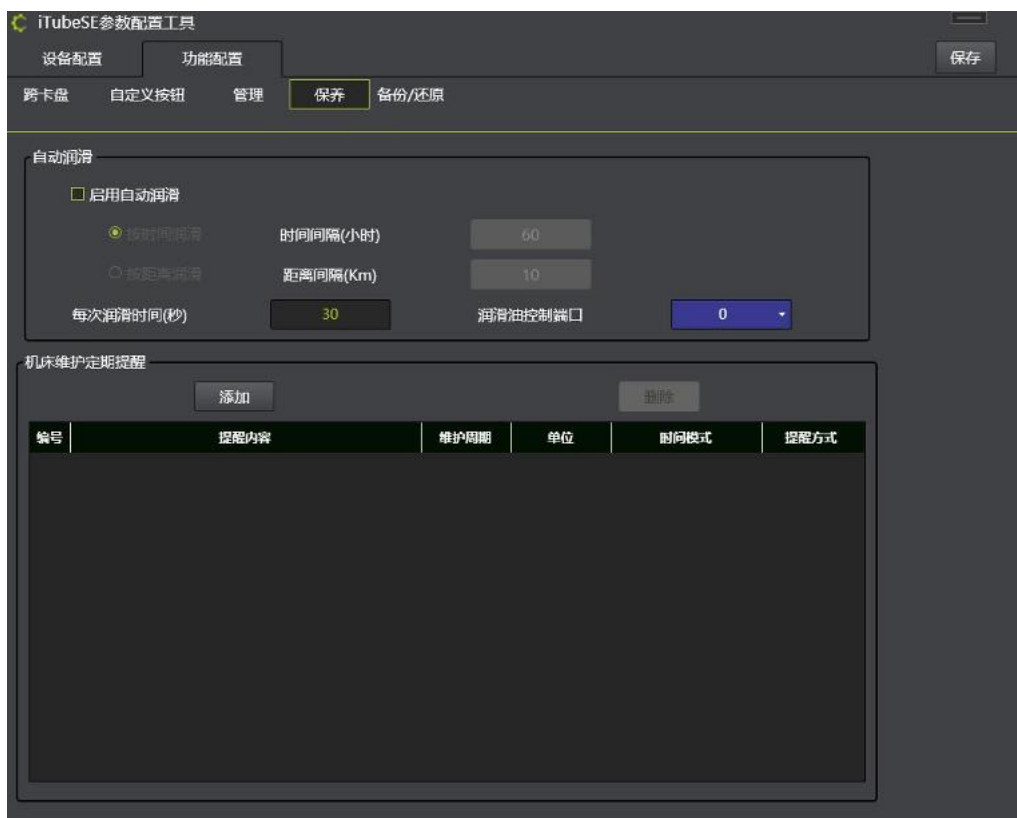 iTubeSE参数配置工具
设备配置 功能配置 保存
跨卡盘 自定义按钮 管理 保养 备份/还原
自动润滑
启用自动润滑
按时间润滑 时间间隔(小时) 60
按距离润滑 距离间隔(Km) 10
每次润滑时间(秒) 30 润滑油控制端口 0
机床维护定期提醒
添加 删除
编号 提醒内容 维护周期 单位 时间模式 提醒方式